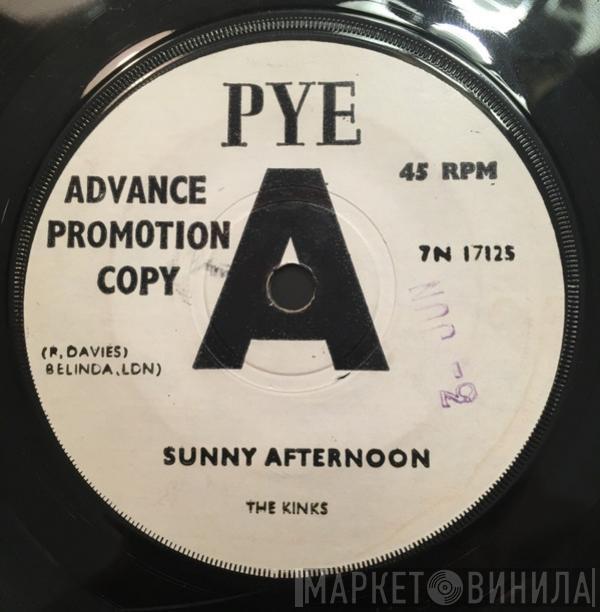 PYE
ADVANCE
PROMOTION
COPY
A
45 RPM
7N 17125
(R. DAVIES)
BELINDA, LDN)
SUNNY AFTERNOON
THE KINKS
МАРКЕТ ВИНИЛА